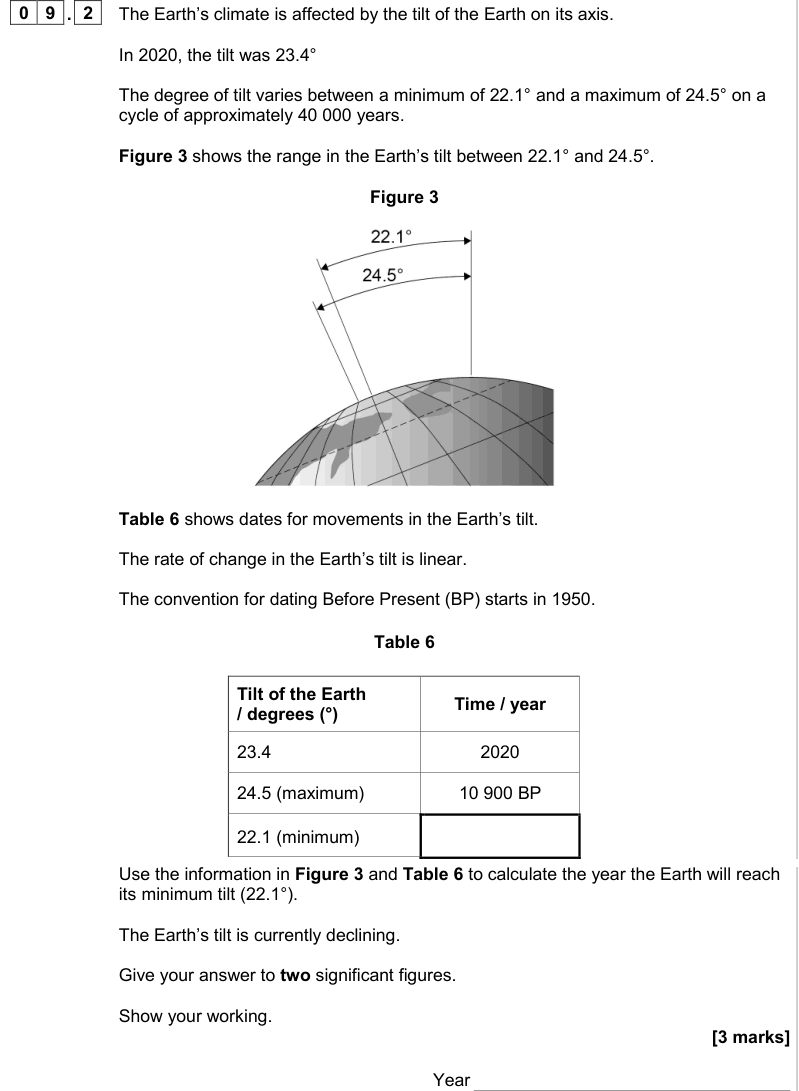 0 9 . 2 The Earth's climate is affected by the tilt of the Earth on its axis.
In 2020, the tilt was 23.4°
The degree of tilt varies between a minimum of 22.1° and a maximum of 24.5° on a
cycle of approximately 40 000 years.
Figure 3 shows the range in the Earth's tilt between 22.1° and 24.5°.
Figure 3
22.1°
24.5°
Table 6 shows dates for movements in the Earth's tilt.
The rate of change in the Earth's tilt is linear.
The convention for dating Before Present (BP) starts in 1950.
Table 6
Tilt of the Earth
/ degrees (°)
Time / year
23.4 2020
24.5 (maximum) 10 900 BP
22.1 (minimum)
Use the information in Figure 3 and Table 6 to calculate the year the Earth will reach
its minimum tilt (22.1°).
The Earth's tilt is currently declining.
Give your answer to two significant figures.
Show your working.
[3 marks]
Year